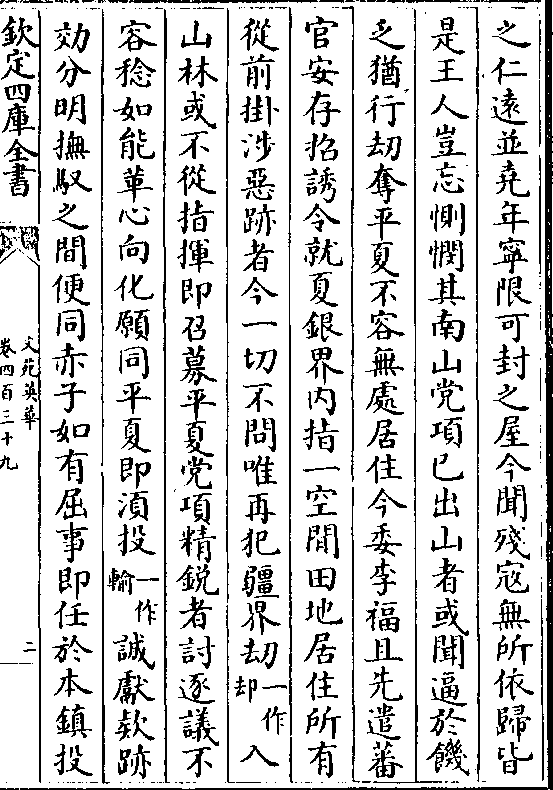 之仁遠並堯年寧限可封之屋今聞殘寇無所依歸皆
是王人豈忘惻憫其南山党項已出山者或聞逼於饑
乏猶行刼奪平夏不容無處居住今委李福且先遣蕃
官安存招誘令就夏銀界内指一空閒田地居住所有
從前掛涉惡跡者今一切不問唯再犯疆界刼一作却入
山林或不從指揮即召募平夏党項精鋭者討逐議不
容稔如能革心向化願同平夏即湏投一作輸誠獻欵跡
効分明撫馭之間便同赤子如有屈事即任於本鎮投
欽定四庫全書
文苑英華
卷四百三十九
二